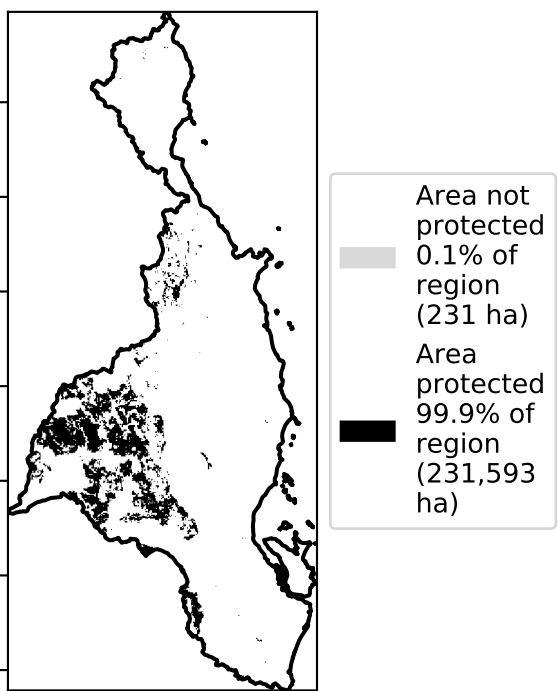 Area not
protected
0.1% of
region
(231 ha)
Area
protected
99.9% of
region
(231,593
ha)